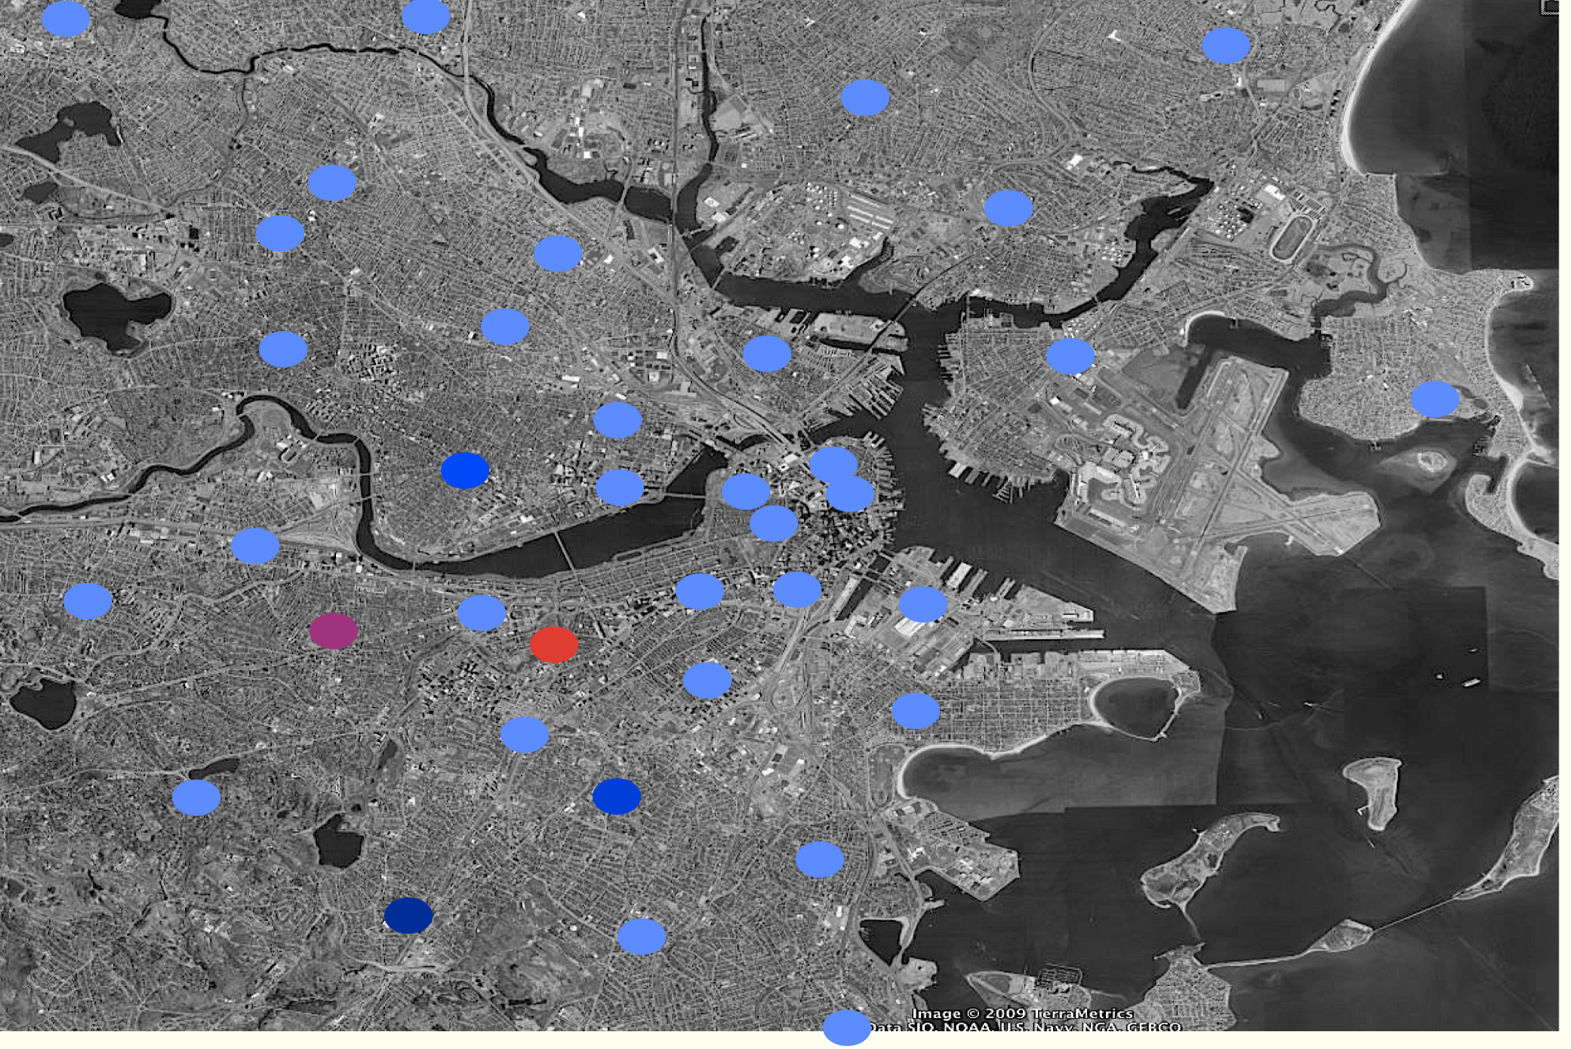 Image © 2009 TerraMetrics
Data SIO, NOAA, U.S. Navy, NGA, GEBCO